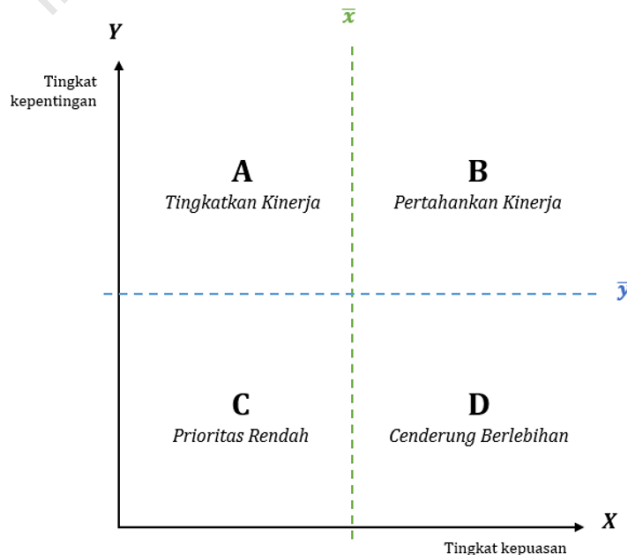 x̅
Y
Tingkat
kepentingan
A
Tingkatkan Kinerja
B
Pertahankan Kinerja
y̅
C
Prioritas Rendah
D
Cenderung Berlebihan
X
Tingkat kepuasan